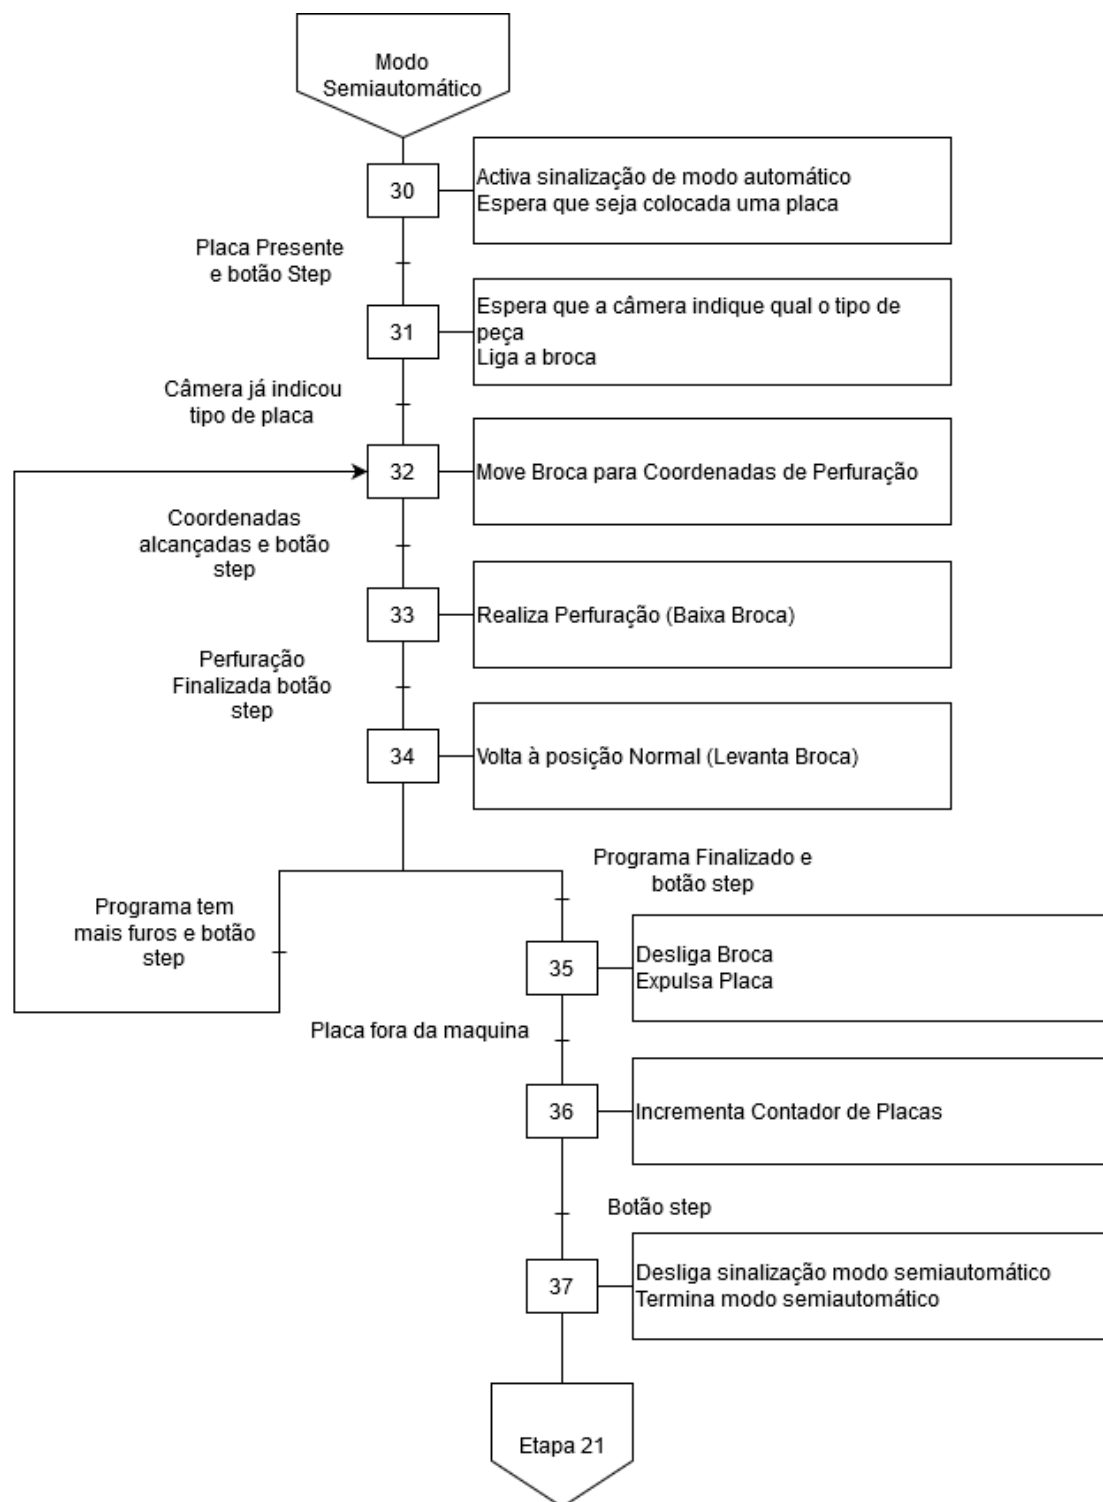 Modo
Semiautomático
30
Activa sinalização de modo automático
Espera que seja colocada uma placa
Placa Presente
e botão Step
31
Espera que a câmera indique qual o tipo de
peça
Liga a broca
Câmera já indicou
tipo de placa
32
Move Broca para Coordenadas de Perfuração
Coordenadas
alcançadas e botão
step
33
Realiza Perfuração (Baixa Broca)
Perfuração
Finalizada botão
step
34
Volta à posição Normal (Levanta Broca)
Programa tem
mais furos e botão
step
Programa Finalizado e
botão step
35
Desliga Broca
Expulsa Placa
Placa fora da maquina
36
Incrementa Contador de Placas
Botão step
37
Desliga sinalização modo semiautomático
Termina modo semiautomático
Etapa 21